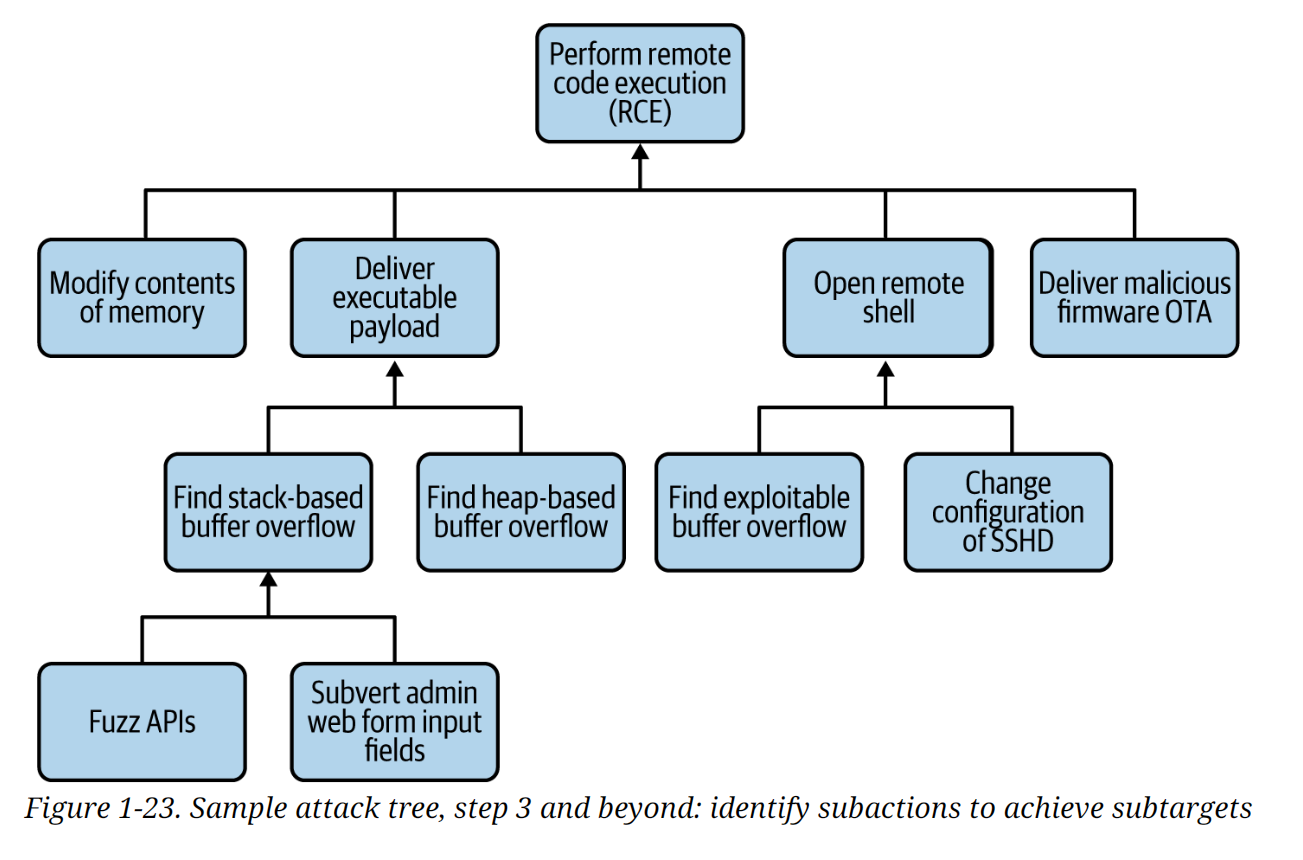 Perform remote
code execution
(RCE)
Modify contents
of memory
Deliver
executable
payload
Open remote
shell
Deliver malicious
firmware OTA
Find stack-based
buffer overflow
Find heap-based
buffer overflow
Find exploitable
buffer overflow
Change
configuration
of SSHD
Fuzz APIs
Subvert admin
web form input
fields
Figure 1-23. Sample attack tree, step 3 and beyond: identify subactions to achieve subtargets